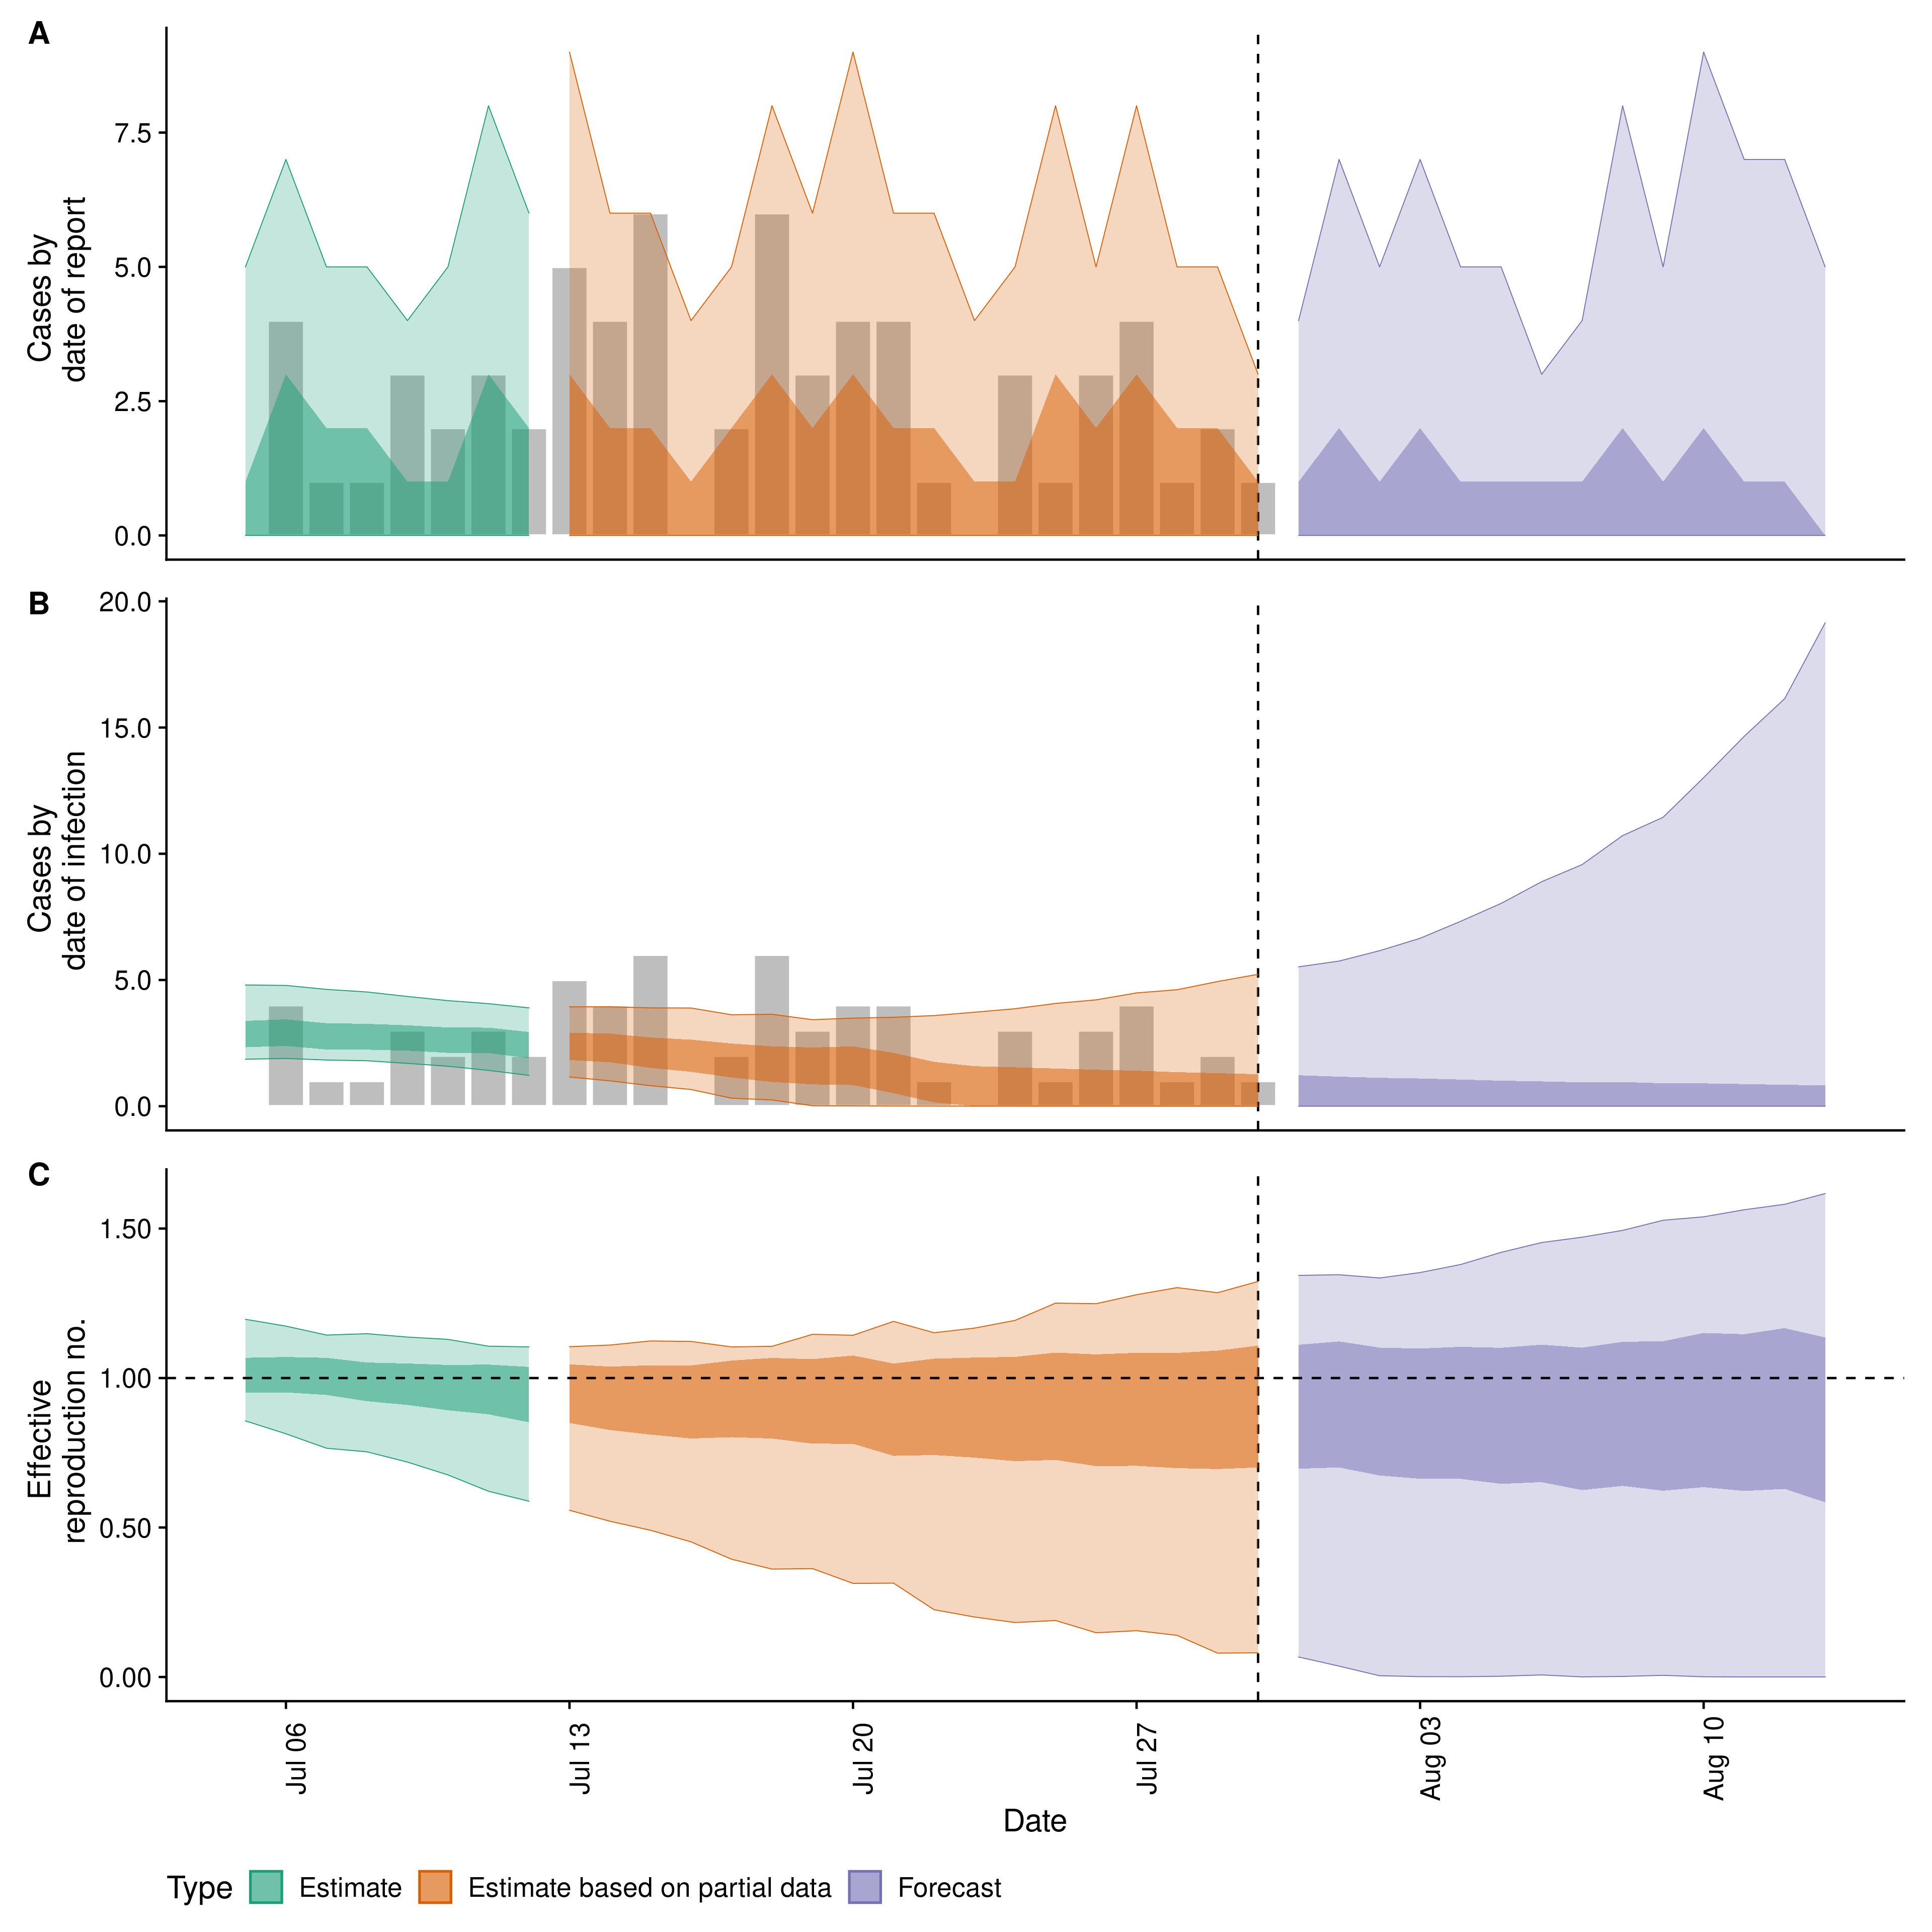 A
7.5
5.0
2.5
0.0
Cases by
date of report
B
20.0
15.0
10.0
5.0
0.0
Cases by
date of infection
C
1.50
1.00
0.50
0.00
Effective
reproduction no.
Jul 06
Jul 13
Jul 20
Jul 27
Aug 03
Aug 10
Date
Type Estimate Estimate based on partial data Forecast